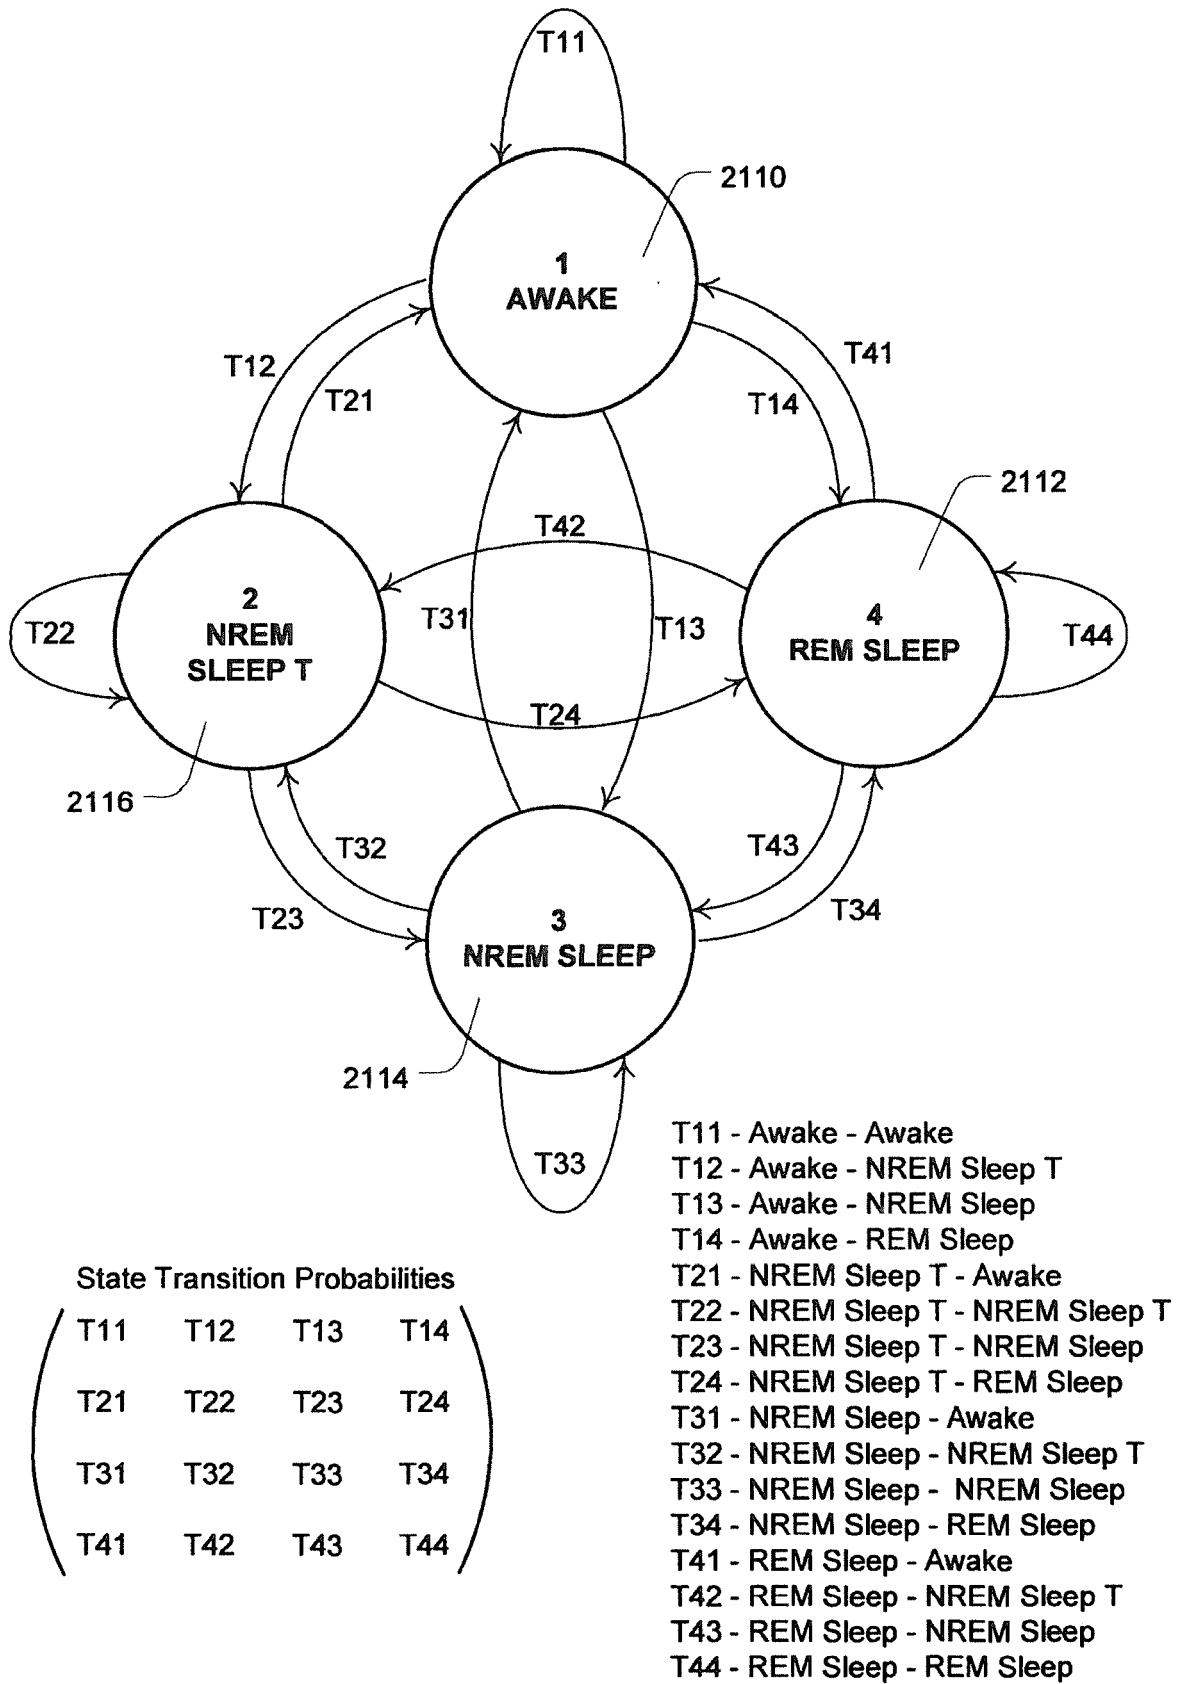 T11
2110
1
AWAKE
T12
T21
T41
T14
2112
T42
2
NREM
SLEEP T
T22
T31
T13
4
REM SLEEP
T44
T24
2116
T32
T43
T23
T34
3
NREM SLEEP
2114
T33
T11 - Awake - Awake
T12 - Awake - NREM Sleep T
T13 - Awake - NREM Sleep
T14 - Awake - REM Sleep
T21 - NREM Sleep T - Awake
T22 - NREM Sleep T - NREM Sleep T
T23 - NREM Sleep T - NREM Sleep
T24 - NREM Sleep T - REM Sleep
T31 - NREM Sleep - Awake
T32 - NREM Sleep - NREM Sleep T
T33 - NREM Sleep - NREM Sleep
T34 - NREM Sleep - REM Sleep
T41 - REM Sleep - Awake
T42 - REM Sleep - NREM Sleep T
T43 - REM Sleep - NREM Sleep
T44 - REM Sleep - REM Sleep
State Transition Probabilities
T11 T12 T13 T14
T21 T22 T23 T24
T31 T32 T33 T34
T41 T42 T43 T44